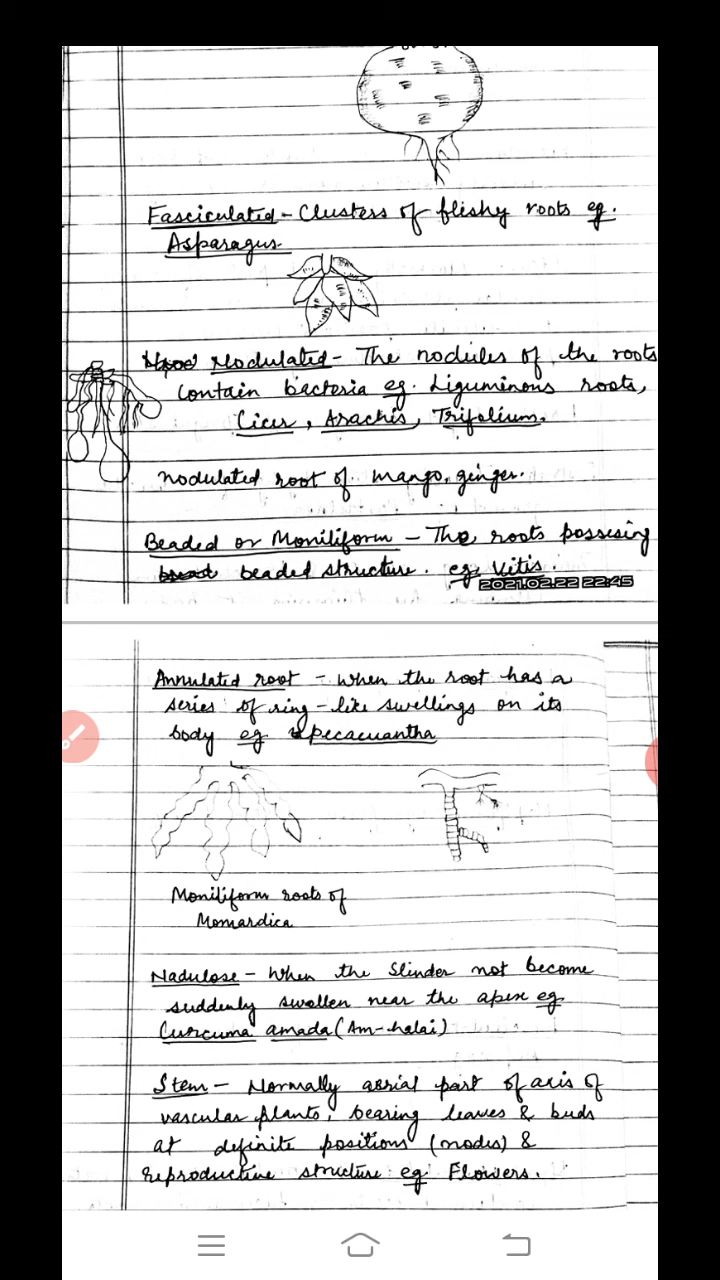 Fasciculated - Clusters of fleshy roots eg.
Asparagus
Nodulated - The nodules of the roots
contain bacteria eg. Liguminous roots,
Cicer, Arachis, Trifolium.
nodulated root of mango, ginger.
Beaded or Moniliform - The roots possesing
beaded structure. eg. Vitis.
2021.02.22 22:45
Annulated root - When the root has a
series of ring-like swellings on its
body eg Ipecacuantha
Moniliform roots of
Momardica
Nadulose - When the Slinder not become
suddenly swollen near the apex eg
Curcuma amada (Am-halai)
Stem - Normally aerial part of axis of
vascular plants, bearing leaves & buds
at definite positions (nodes) &
reproductive structure eg Flowers.